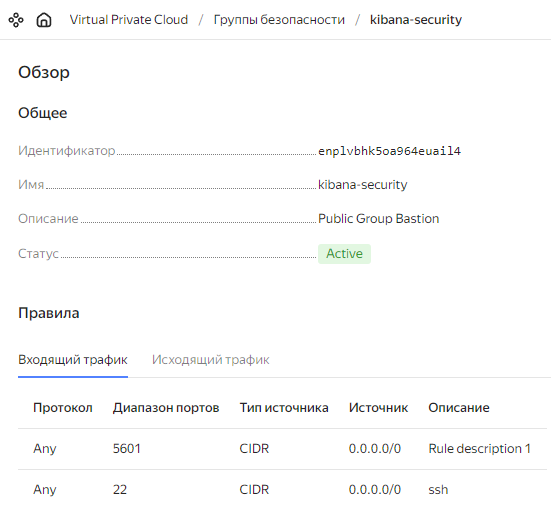 Virtual Private Cloud / Группы безопасности / kibana-security
Обзор
Общее
Идентификатор enplvbhk5oa964euail4
Имя kibana-security
Описание Public Group Bastion
Статус Active
Правила
Входящий трафик Исходящий трафик
Протокол Диапазон портов Тип источника Источник Описание
Any 5601 CIDR 0.0.0.0/0 Rule description 1
Any 22 CIDR 0.0.0.0/0 ssh